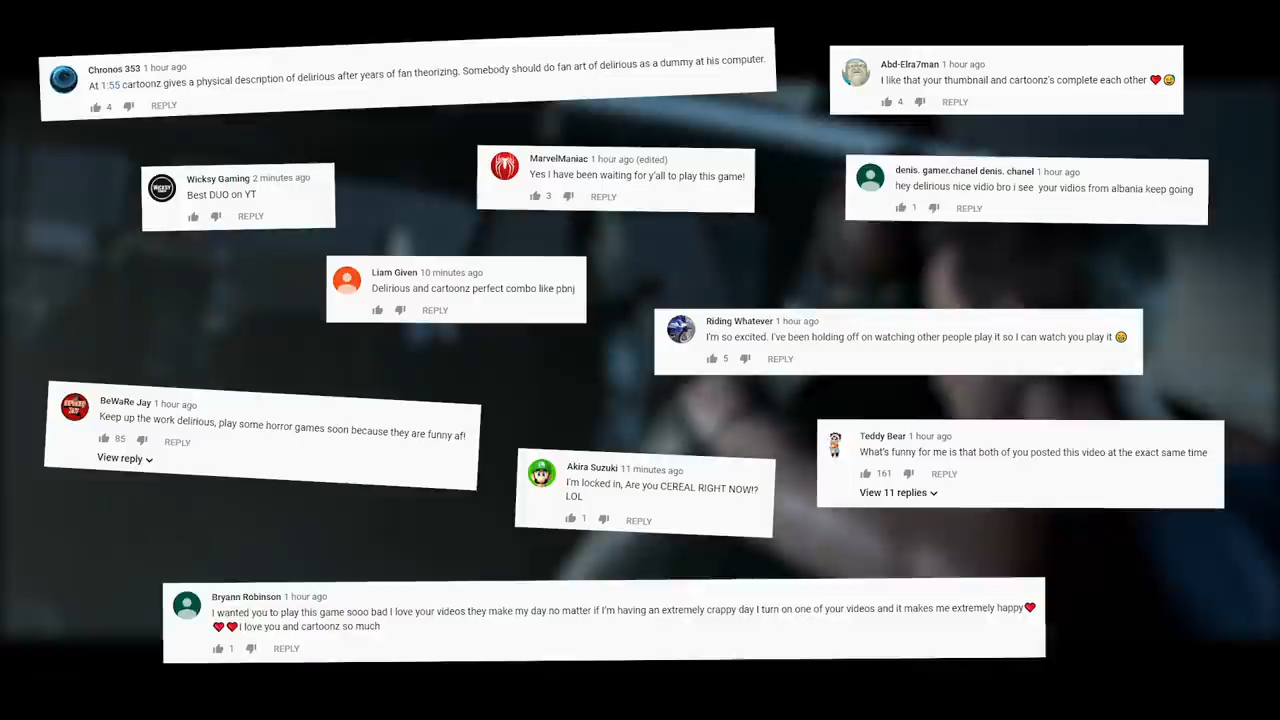 Chronos 353 1 hour ago
At 1:55 cartoonz gives a physical description of delirious after years of fan theorizing. Somebody should do fan art of delirious as a dummy at his computer.
4 REPLY
Abd-Elra7man 1 hour ago
I like that your thumbnail and cartoonz's complete each other ❤😅
4 REPLY
Wicksy Gaming 2 minutes ago
Best DUO on YT
REPLY
WICKSY
MarvelManiac 1 hour ago (edited)
Yes I have been waiting for y'all to play this game!
3 REPLY
denis. gamer.chanel denis. chanel 1 hour ago
hey delirious nice vidio bro i see your vidios from albania keep going
1 REPLY
Liam Given 10 minutes ago
Delirious and cartoonz perfect combo like pbnj
REPLY
Riding Whatever 1 hour ago
I'm so excited. I've been holding off on watching other people play it so I can watch you play it 😁
5 REPLY
BeWaRe Jay 1 hour ago
Keep up the work delirious, play some horror games soon because they are funny af!
85 REPLY
View reply
Akira Suzuki 11 minutes ago
I'm locked in, Are you CEREAL RIGHT NOW!?
LOL
1 REPLY
Teddy Bear 1 hour ago
What's funny for me is that both of you posted this video at the exact same time
161 REPLY
View 11 replies
Bryann Robinson 1 hour ago
I wanted you to play this game sooo bad I love your videos they make my day no matter if I'm having an extremely crappy day I turn on one of your videos and it makes me extremely happy❤
❤❤I love you and cartoonz so much
1 REPLY